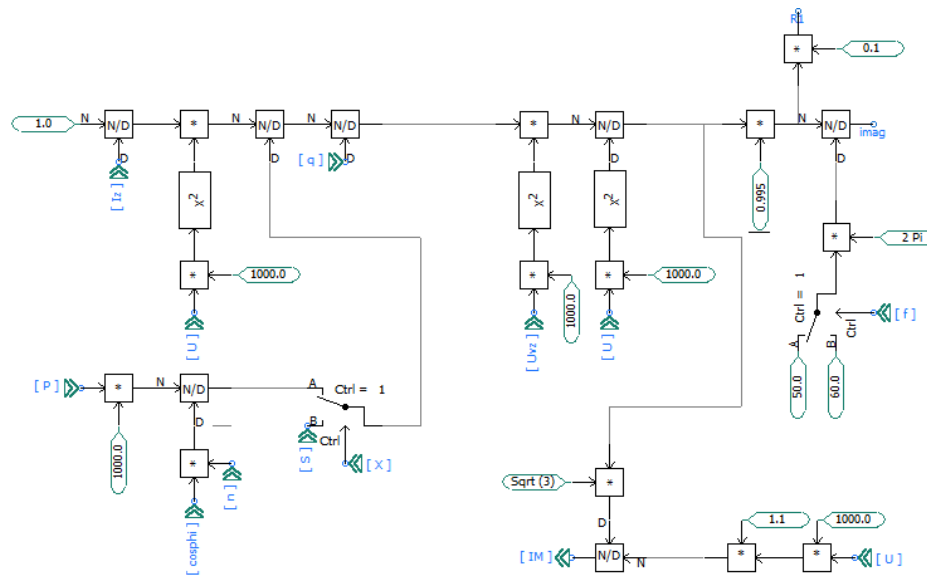 R1
* 0.1
1.0 N N/D * N N/D N N/D * N N/D * N N/D
imag
D D [ q ] D D D
[ Iz ]
X²
X²
X²
0.995
* 2 Pi
* 1000.0
* 1000.0
* 1000.0
Ctrl = 1
Ctrl
[ f ]
A B
50.0 60.0
[ U ]
[ Uvz ]
[ U ]
[ P ] * N N/D
A Ctrl = 1
B Ctrl
D
1000.0
[ S ]
[ X ]
* [ n ]
[ cosphi ]
Sqrt (3) *
D
1.1 1000.0
[ IM ] N/D N * * [ U ]